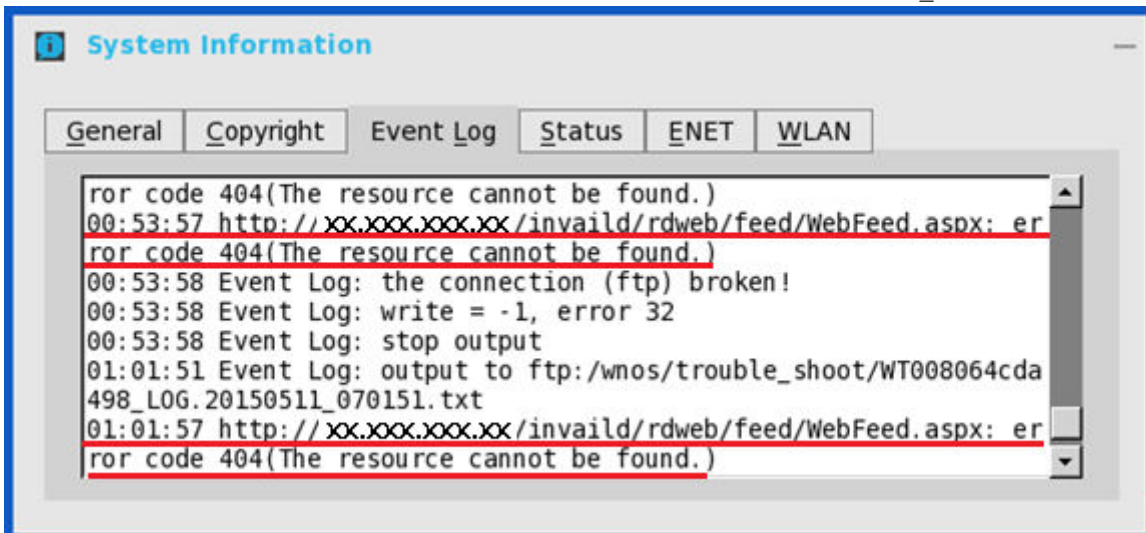 System Information
General Copyright Event Log Status ENET WLAN
ror code 404(The resource cannot be found.)
00:53:57 http://xx.xxx.xxx.xx/invaild/rdweb/feed/WebFeed.aspx: er
ror code 404(The resource cannot be found.)
00:53:58 Event Log: the connection (ftp) broken!
00:53:58 Event Log: write = -1, error 32
00:53:58 Event Log: stop output
01:01:51 Event Log: output to ftp:/wnos/trouble_shoot/WT008064cda
498_LOG.20150511_070151.txt
01:01:57 http://xx.xxx.xxx.xx/invaild/rdweb/feed/WebFeed.aspx: er
ror code 404(The resource cannot be found.)